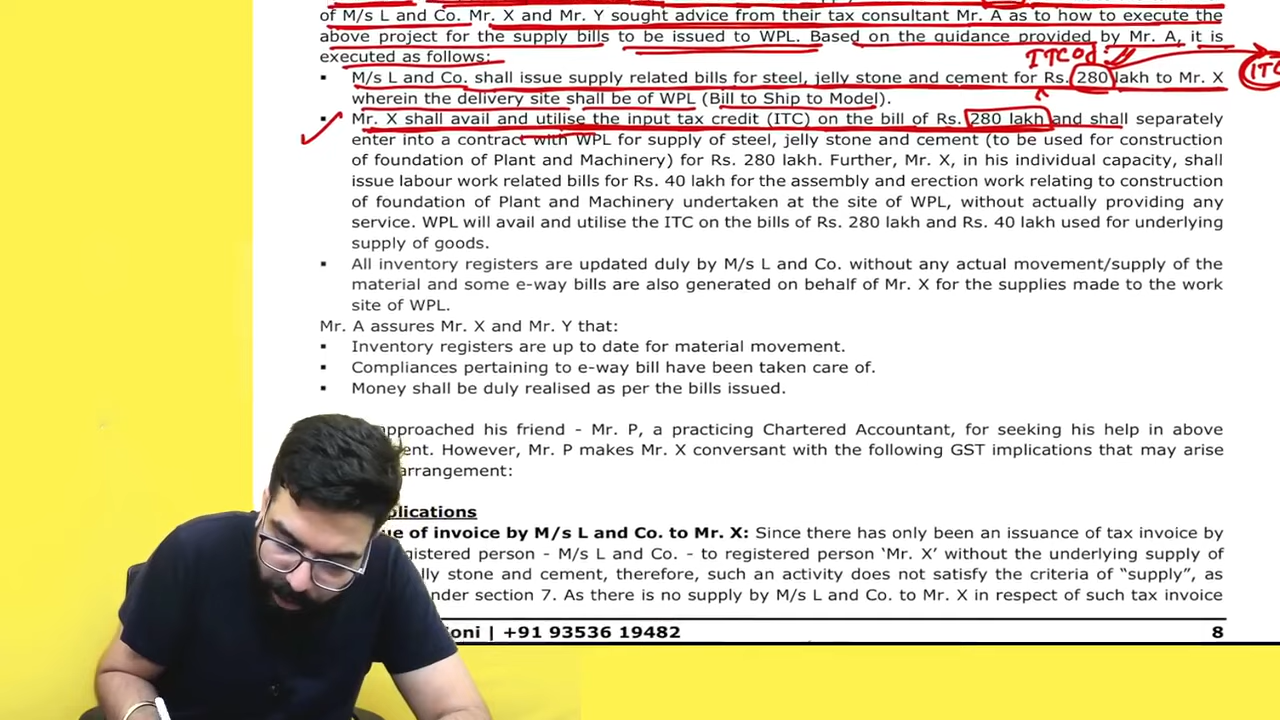 of M/s L and Co. Mr. X and Mr. Y sought advice from their tax consultant Mr. A as to how to execute the
above project for the supply bills to be issued to WPL. Based on the guidance provided by Mr. A, it is
executed as follows:
ITC
▪ M/s L and Co. shall issue supply related bills for steel, jelly stone and cement for Rs. 280 lakh to Mr. X
ITC
wherein the delivery site shall be of WPL (Bill to Ship to Model).
▪ Mr. X shall avail and utilise the input tax credit (ITC) on the bill of Rs. 280 lakh and shall separately
enter into a contract with WPL for supply of steel, jelly stone and cement (to be used for construction
of foundation of Plant and Machinery) for Rs. 280 lakh. Further, Mr. X, in his individual capacity, shall
issue labour work related bills for Rs. 40 lakh for the assembly and erection work relating to construction
of foundation of Plant and Machinery undertaken at the site of WPL, without actually providing any
service. WPL will avail and utilise the ITC on the bills of Rs. 280 lakh and Rs. 40 lakh used for underlying
supply of goods.
▪ All inventory registers are updated duly by M/s L and Co. without any actual movement/supply of the
material and some e-way bills are also generated on behalf of Mr. X for the supplies made to the work
site of WPL.
Mr. A assures Mr. X and Mr. Y that:
▪ Inventory registers are up to date for material movement.
▪ Compliances pertaining to e-way bill have been taken care of.
▪ Money shall be duly realised as per the bills issued.
approached his friend - Mr. P, a practicing Chartered Accountant, for seeking his help in above
ent. However, Mr. P makes Mr. X conversant with the following GST implications that may arise
arrangement:
plications
ue of invoice by M/s L and Co. to Mr. X: Since there has only been an issuance of tax invoice by
gistered person - M/s L and Co. - to registered person ‘Mr. X’ without the underlying supply of
lly stone and cement, therefore, such an activity does not satisfy the criteria of “supply”, as
nder section 7. As there is no supply by M/s L and Co. to Mr. X in respect of such tax invoice
oni | +91 93536 19482 8